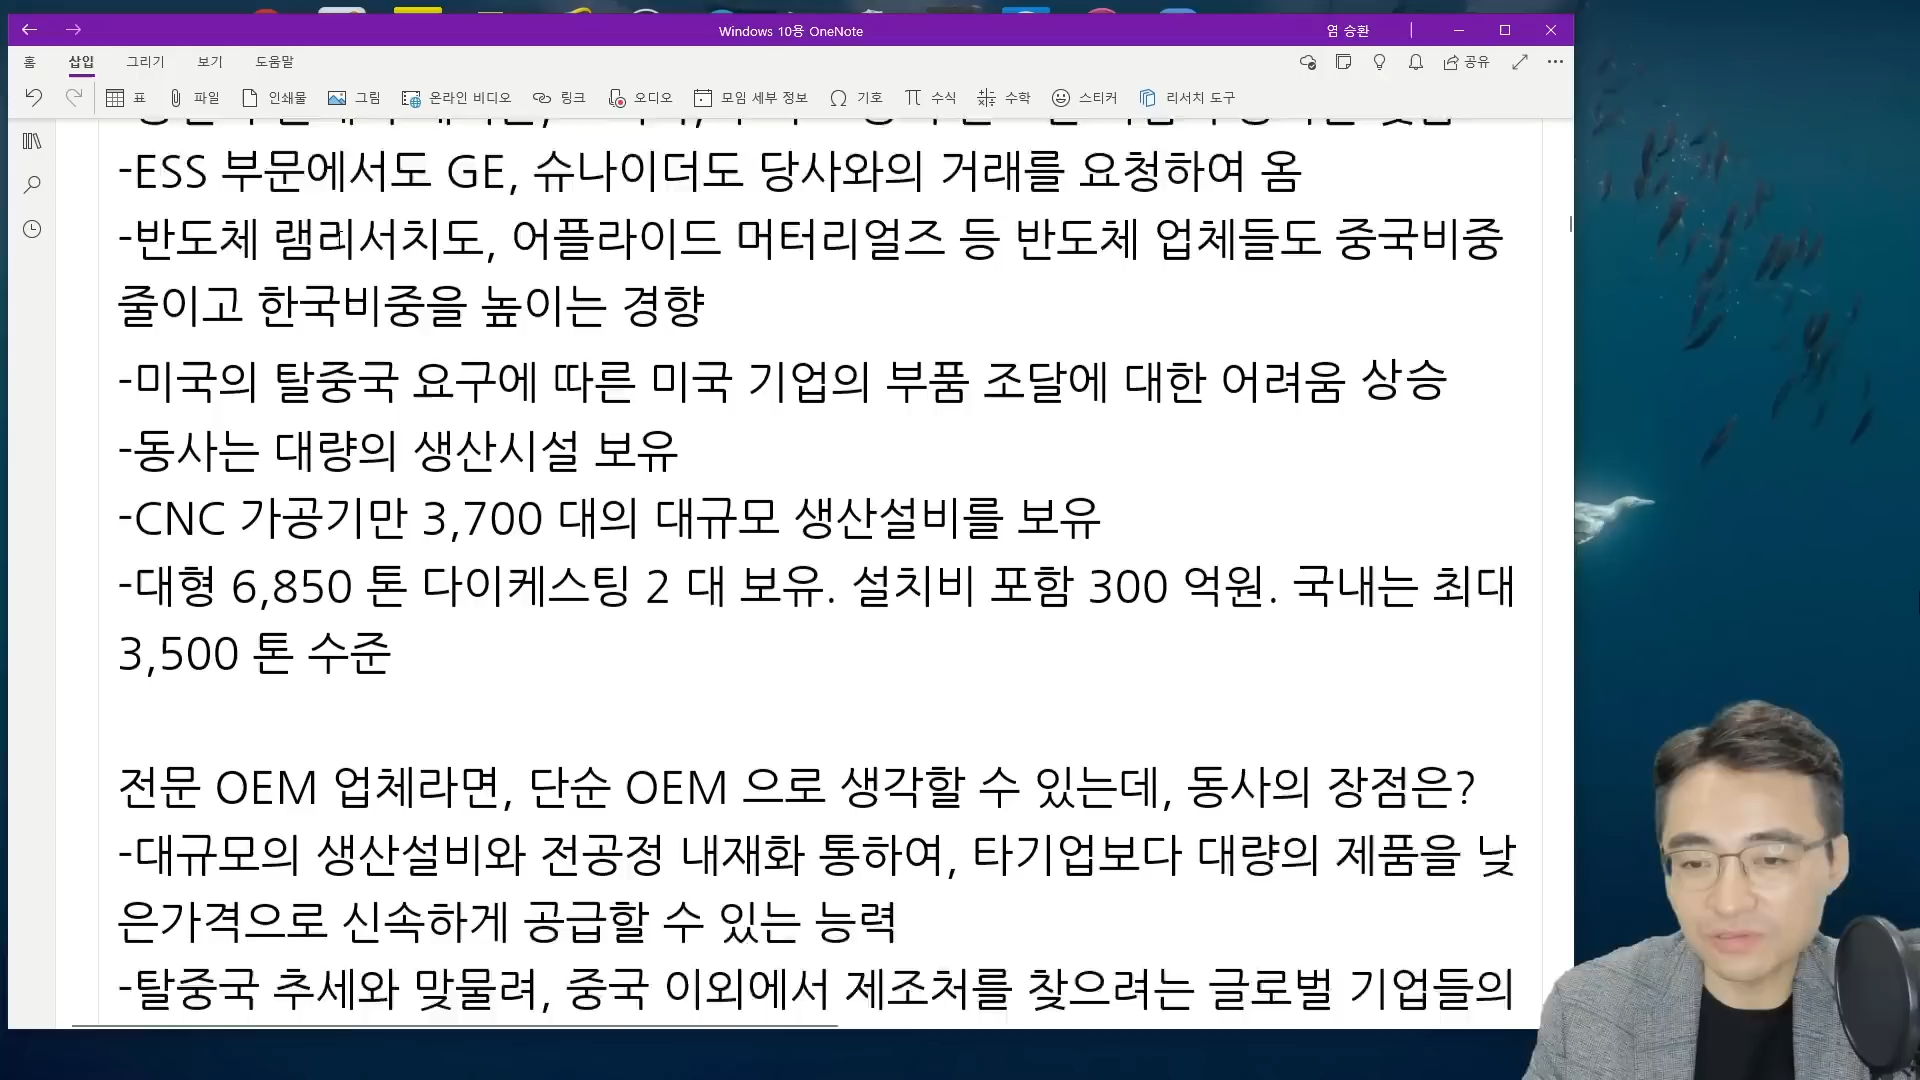 Windows 10용 OneNote
염 승환
홈 삽입 그리기 보기 도움말
공유
표 파일 인쇄물 그림 온라인 비디오 링크 오디오 모임 세부 정보 기호 수식 수학 스티커 리서치 도구
-ESS 부문에서도 GE, 슈나이더도 당사와의 거래를 요청하여 옴
-반도체 램리서치도, 어플라이드 머터리얼즈 등 반도체 업체들도 중국비중
줄이고 한국비중을 높이는 경향
-미국의 탈중국 요구에 따른 미국 기업의 부품 조달에 대한 어려움 상승
-동사는 대량의 생산시설 보유
-CNC 가공기만 3,700 대의 대규모 생산설비를 보유
-대형 6,850 톤 다이케스팅 2 대 보유. 설치비 포함 300 억원. 국내는 최대
3,500 톤 수준
전문 OEM 업체라면, 단순 OEM 으로 생각할 수 있는데, 동사의 장점은?
-대규모의 생산설비와 전공정 내재화 통하여, 타기업보다 대량의 제품을 낮
은가격으로 신속하게 공급할 수 있는 능력
-탈중국 추세와 맞물려, 중국 이외에서 제조처를 찾으려는 글로벌 기업들의